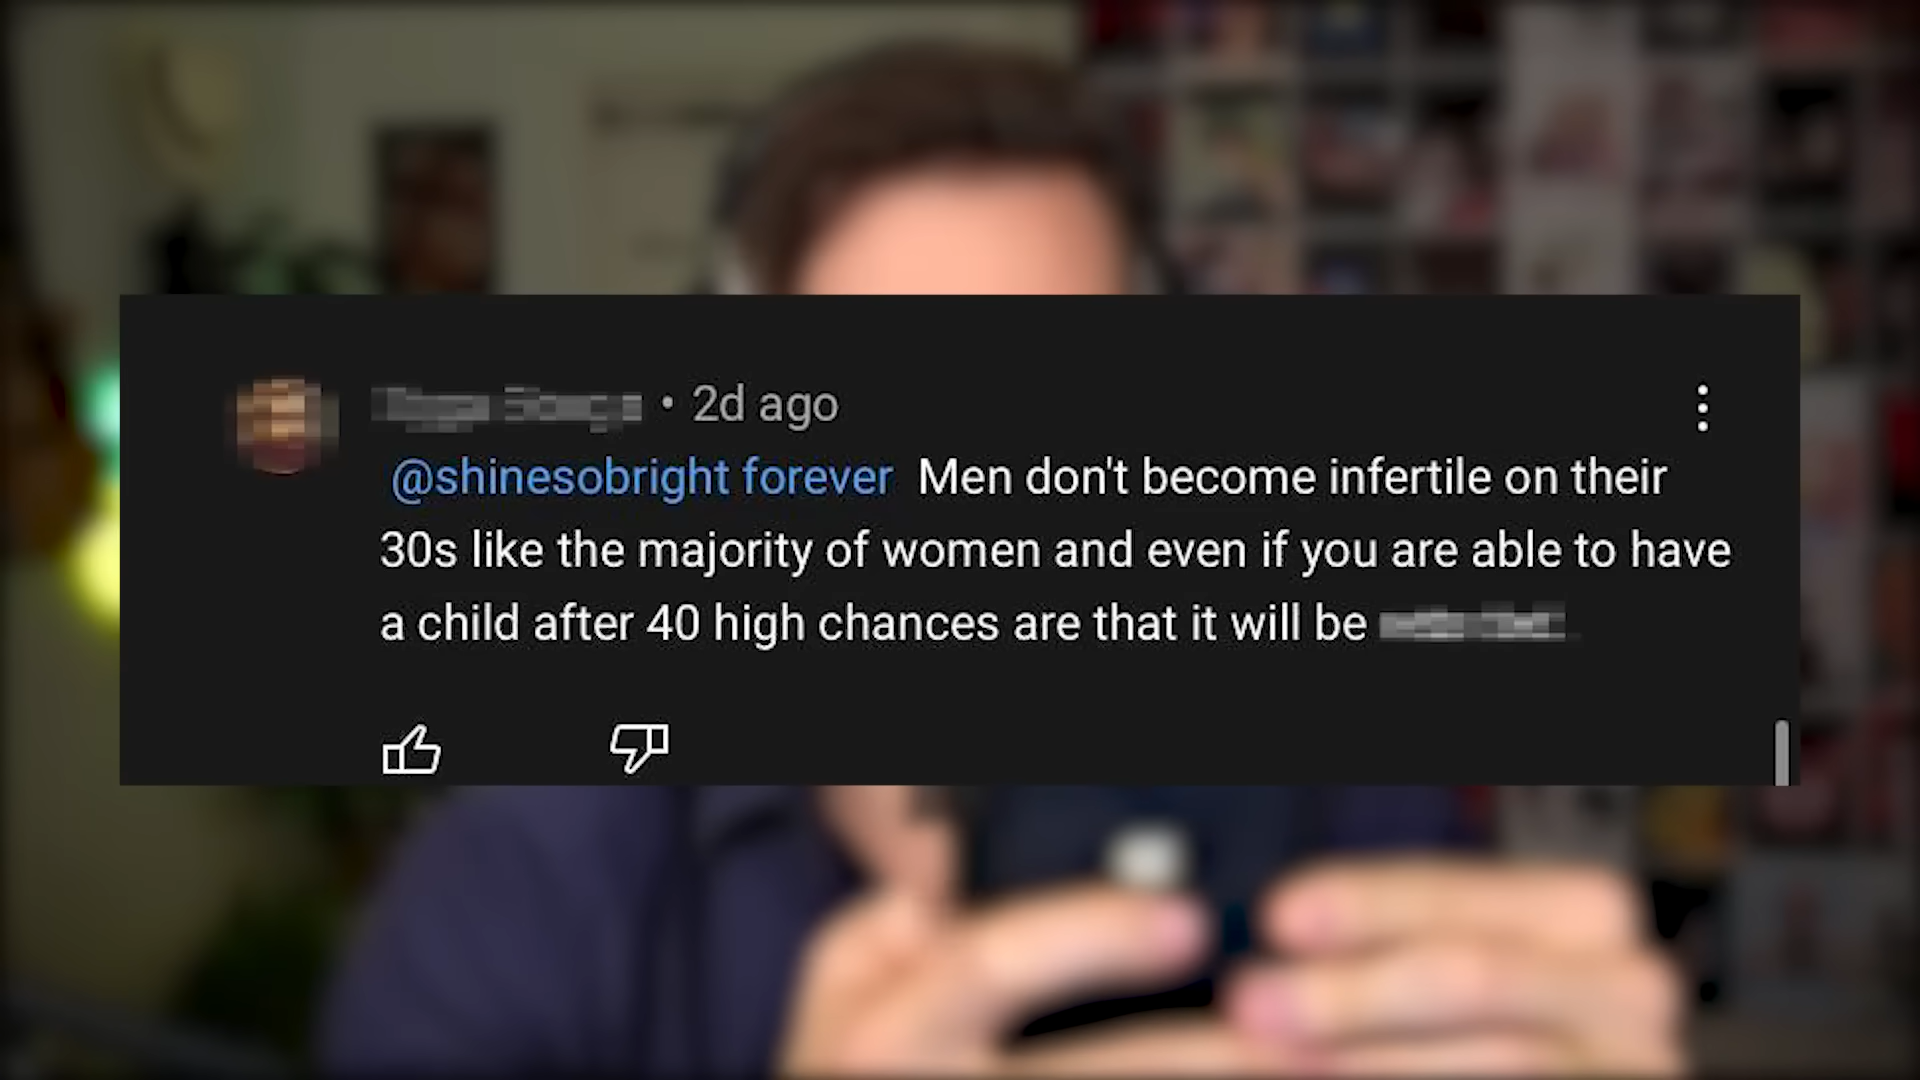 • 2d ago
@shinesobright forever Men don't become infertile on their
30s like the majority of women and even if you are able to have
a child after 40 high chances are that it will be